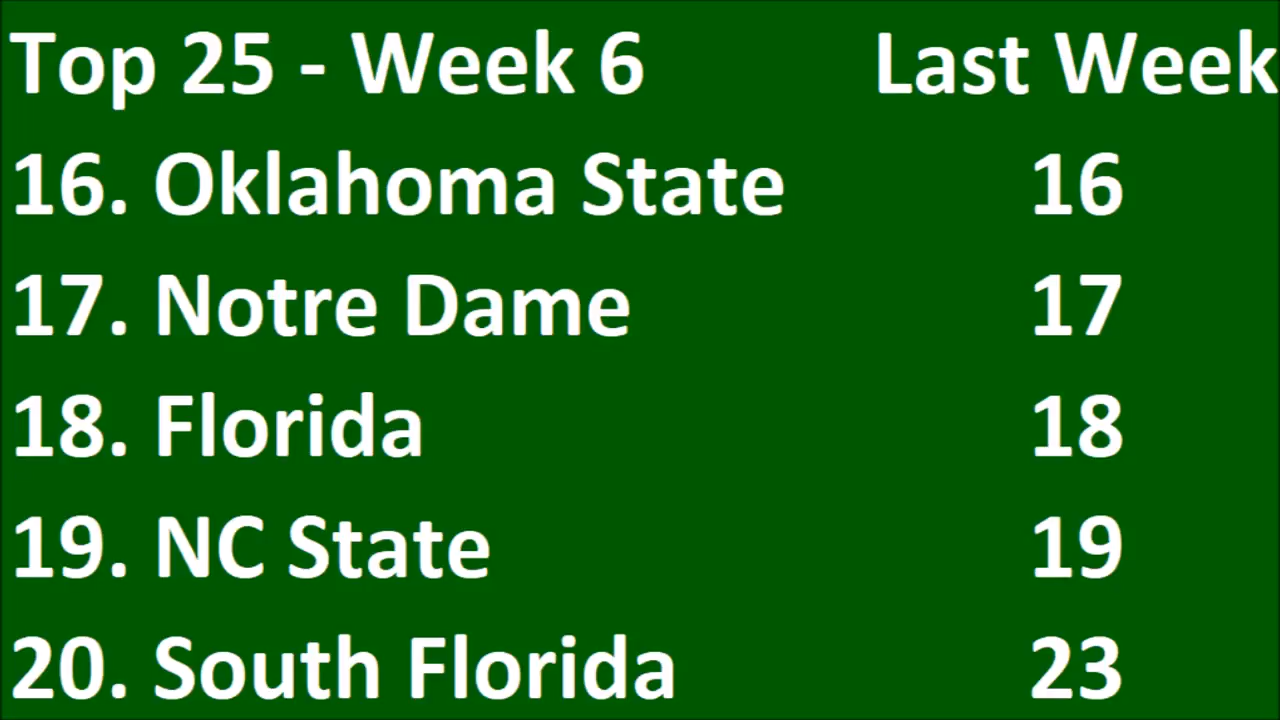 Top 25 - Week 6 Last Week
16. Oklahoma State 16
17. Notre Dame 17
18. Florida 18
19. NC State 19
20. South Florida 23